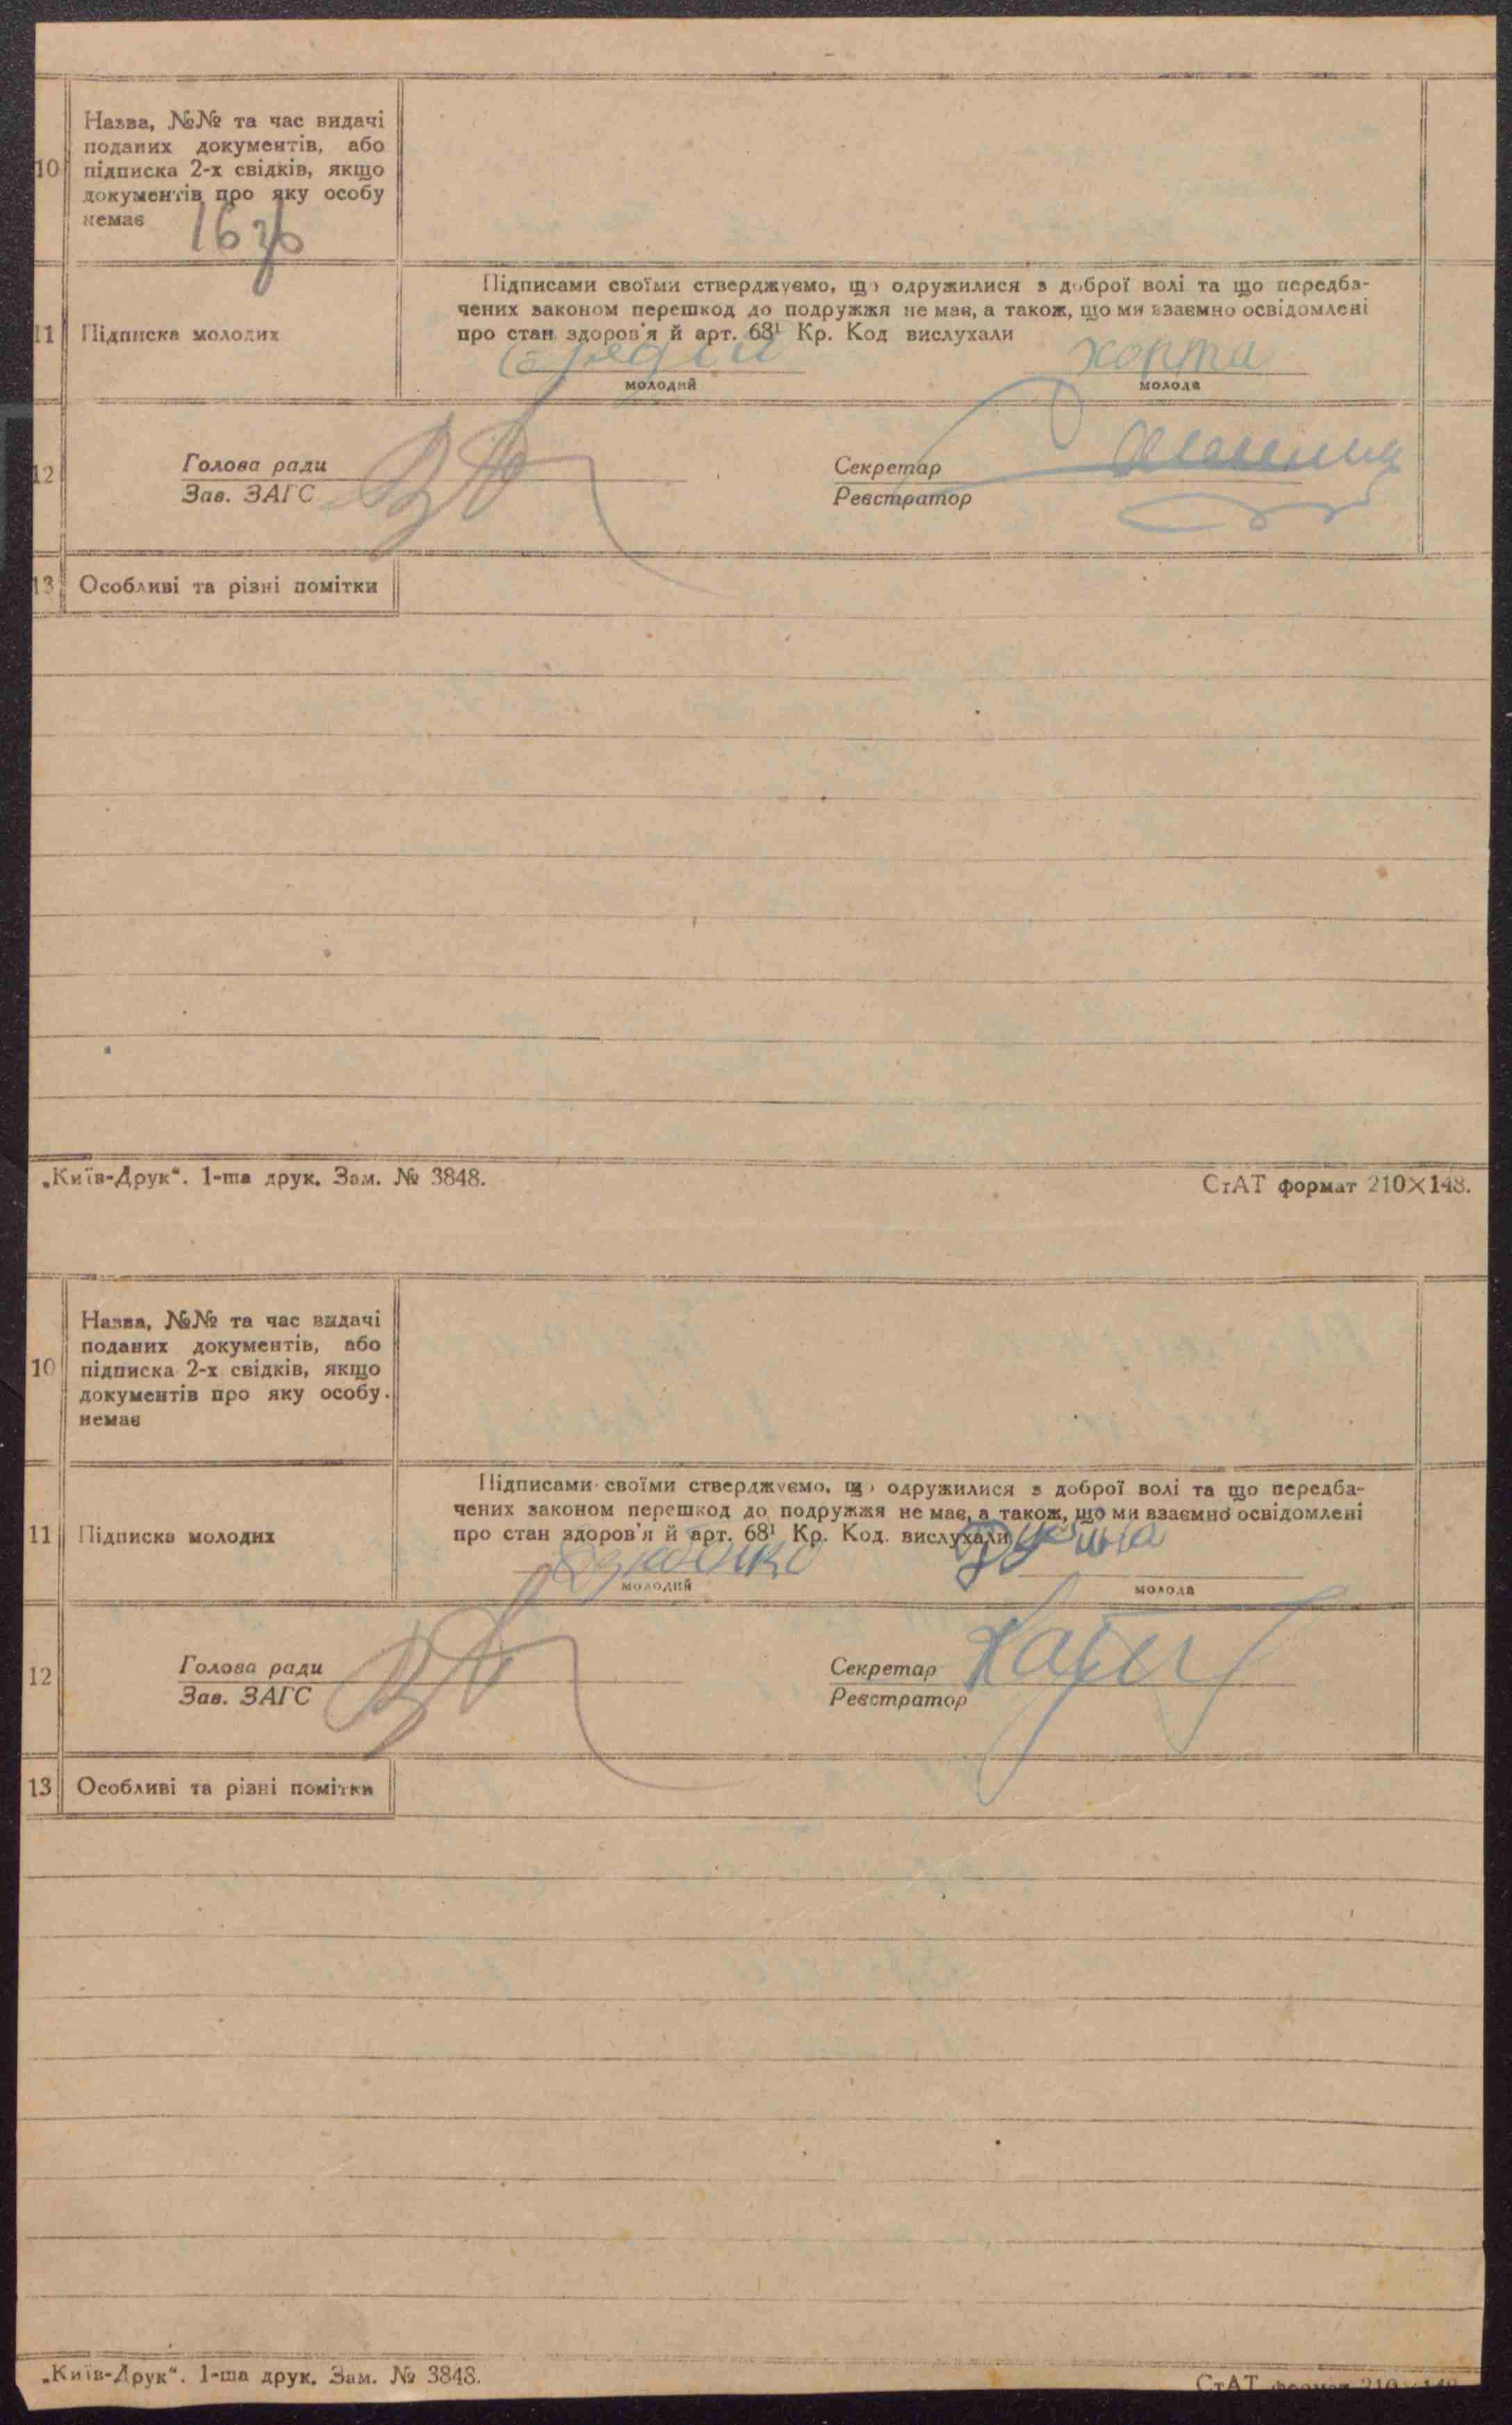 Назва, №№ та час видачі
поданих документів, або
10 підписка 2-х свідків, якщо
документів про яку особу
немає
Підписами своїми стверджуємо, що одружилися з доброї волі та що передба-
чених законом перешкод до подружжя не має, а також, що ми взаємно освідомлені
11 Підписка молодих про стан здоров'я й арт. 68¹ Кр. Код вислухали
хорта
молодий молода
12 Голова ради Секретар
Зав. ЗАГС Реєстратор
13 Особливі та різні помітки
„Київ-Друк“. 1-ша друк. Зам. № 3848. СтАТ формат 210×148.
Назва, №№ та час видачі
поданих документів, або
10 підписка 2-х свідків, якщо
документів про яку особу.
немає
Підписами своїми стверджуємо, що одружилися з доброї волі та що передба-
чених законом перешкод до подружжя не має, а також, що ми взаємно освідомлені
11 Підписка молодих про стан здоров'я й арт. 68¹ Кр. Код. вислухали
молодий молода
12 Голова ради Секретар
Зав. ЗАГС Реєстратор
13 Особливі та різні помітки
„Київ-Друк“. 1-ша друк. Зам. № 3848. СтАТ формат 210×148